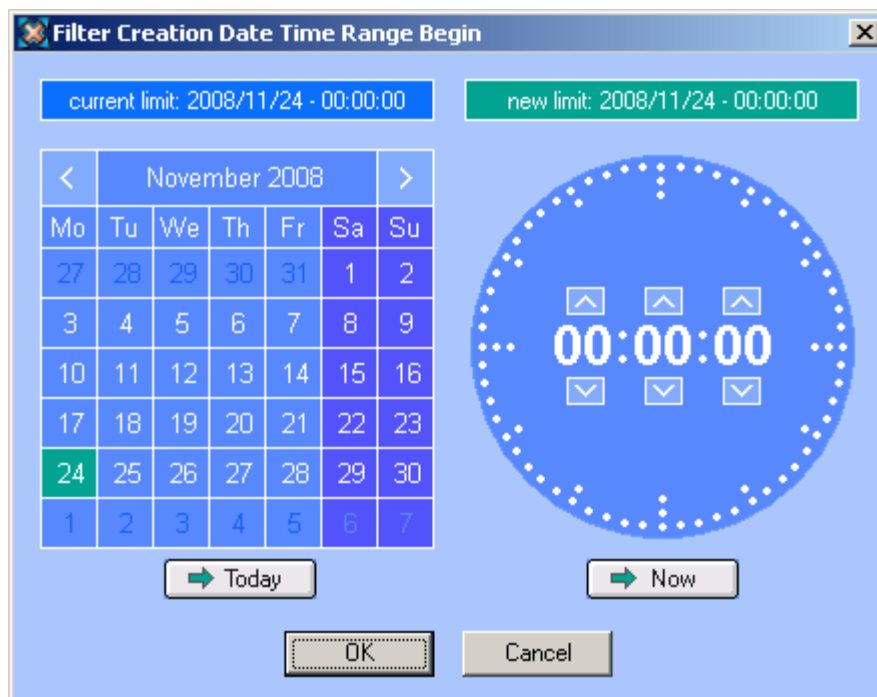 Filter Creation Date Time Range Begin
current limit: 2008/11/24 - 00:00:00
new limit: 2008/11/24 - 00:00:00
< November 2008 >
Mo Tu We Th Fr Sa Su
27 28 29 30 31 1 2
3 4 5 6 7 8 9
10 11 12 13 14 15 16
17 18 19 20 21 22 23
24 25 26 27 28 29 30
1 2 3 4 5 6 7
00:00:00
Today
Now
OK
Cancel